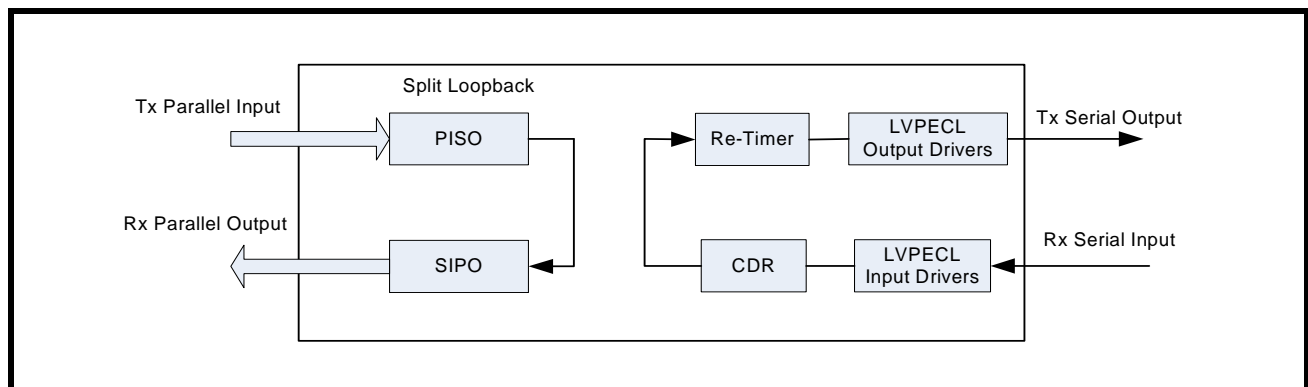 Split Loopback
Tx Parallel Input
PISO
Re-Timer
LVPECL
Output Drivers
Tx Serial Output
Rx Parallel Output
SIPO
CDR
LVPECL
Input Drivers
Rx Serial Input